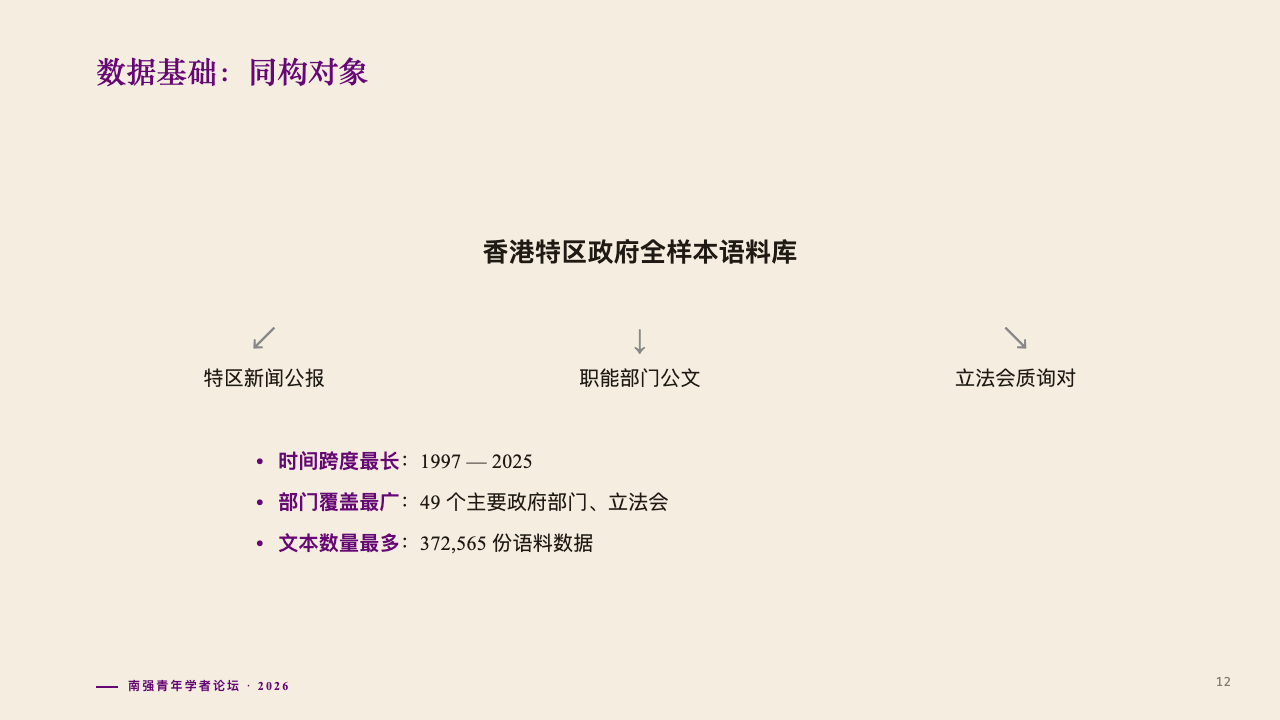 数据基础：同构对象
香港特区政府全样本语料库
↙ ↓ ↘
特区新闻公报 职能部门公文 立法会质询对
• 时间跨度最长：1997 — 2025
• 部门覆盖最广：49 个主要政府部门、立法会
• 文本数量最多：372,565 份语料数据
南强青年学者论坛 · 2026
12